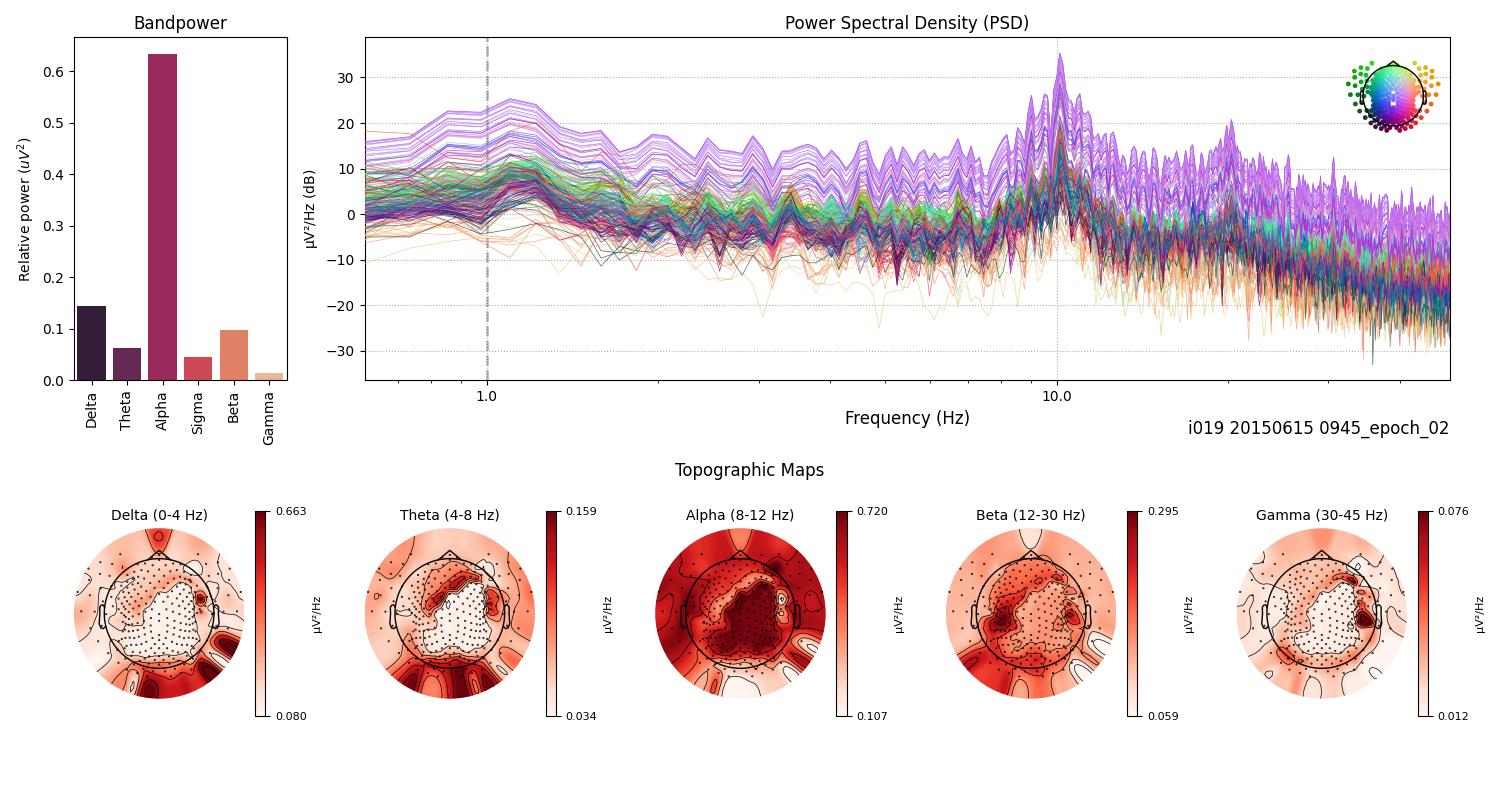 Bandpower
Power Spectral Density (PSD)
Relative power (uV²)
0.6
0.5
0.4
0.3
0.2
0.1
0.0
Delta
Theta
Alpha
Sigma
Beta
Gamma
µV²/Hz (dB)
30
20
10
0
−10
−20
−30
1.0
10.0
Frequency (Hz)
i019 20150615 0945_epoch_02
Topographic Maps
Delta (0-4 Hz)
0.663
µV²/Hz
0.080
Theta (4-8 Hz)
0.159
µV²/Hz
0.034
Alpha (8-12 Hz)
0.720
µV²/Hz
0.107
Beta (12-30 Hz)
0.295
µV²/Hz
0.059
Gamma (30-45 Hz)
0.076
µV²/Hz
0.012